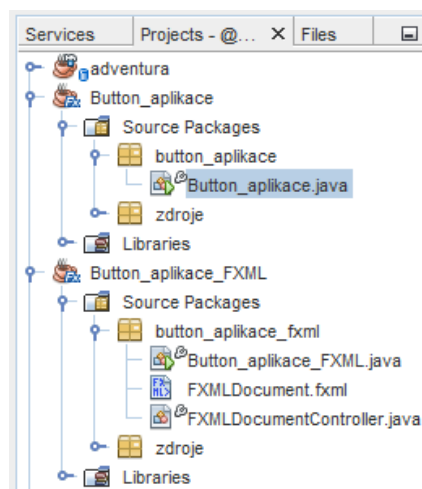 Services Projects - @... X Files
adventura
Button_aplikace
Source Packages
button_aplikace
Button_aplikace.java
zdroje
Libraries
Button_aplikace_FXML
Source Packages
button_aplikace_fxml
Button_aplikace_FXML.java
FXMLDocument.fxml
FXMLDocumentController.java
zdroje
Libraries